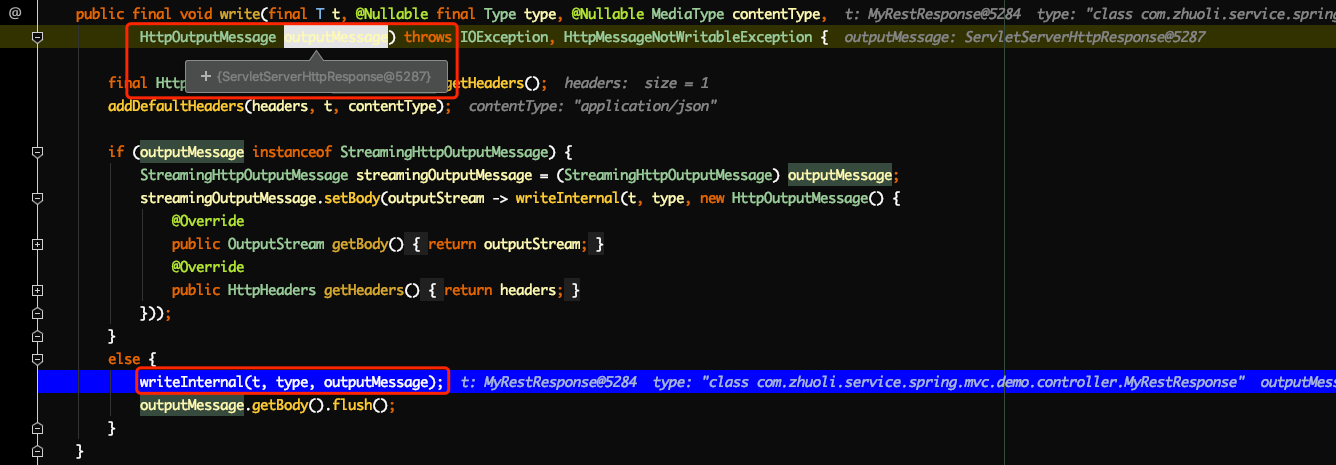 @ public final void write(final T t, @Nullable final Type type, @Nullable MediaType contentType, t: MyRestResponse@5284 type: "class com.zhuoli.service.spring
HttpOutputMessage outputMessage) throws IOException, HttpMessageNotWritableException { outputMessage: ServletServerHttpResponse@5287
+ {ServletServerHttpResponse@5287}
final Http getHeaders(); headers: size = 1
addDefaultHeaders(headers, t, contentType); contentType: "application/json"
if (outputMessage instanceof StreamingHttpOutputMessage) {
StreamingHttpOutputMessage streamingOutputMessage = (StreamingHttpOutputMessage) outputMessage;
streamingOutputMessage.setBody(outputStream -> writeInternal(t, type, new HttpOutputMessage() {
@Override
public OutputStream getBody() { return outputStream; }
@Override
public HttpHeaders getHeaders() { return headers; }
}));
}
else {
writeInternal(t, type, outputMessage); t: MyRestResponse@5284 type: "class com.zhuoli.service.spring.mvc.demo.controller.MyRestResponse" outputMess
outputMessage.getBody().flush();
}
}